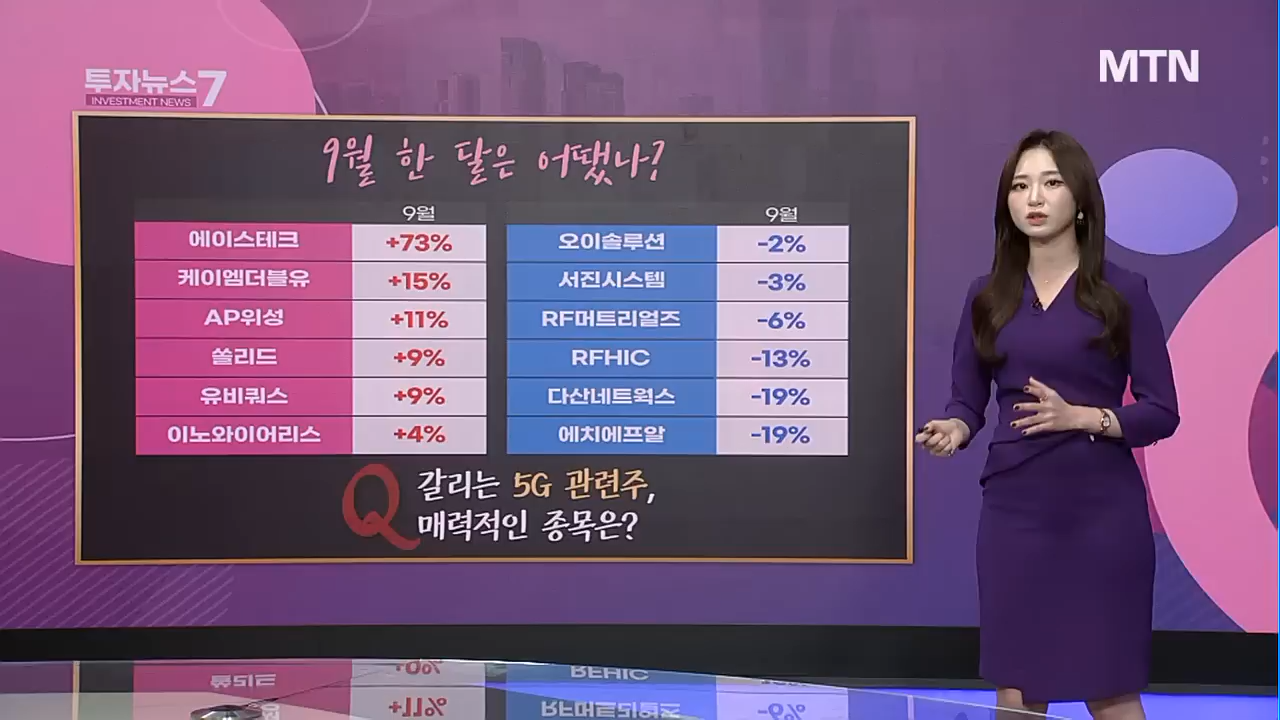 투자뉴스7
INVESTMENT NEWS
MTN
9월 한 달은 어땠나?
9월
에이스테크 +73%
케이엠더블유 +15%
AP위성 +11%
쏠리드 +9%
유비쿼스 +9%
이노와이어리스 +4%
9월
오이솔루션 -2%
서진시스템 -3%
RF머트리얼즈 -6%
RFHIC -13%
다산네트웍스 -19%
에치에프알 -19%
Q 갈리는 5G 관련주,
매력적인 종목은?